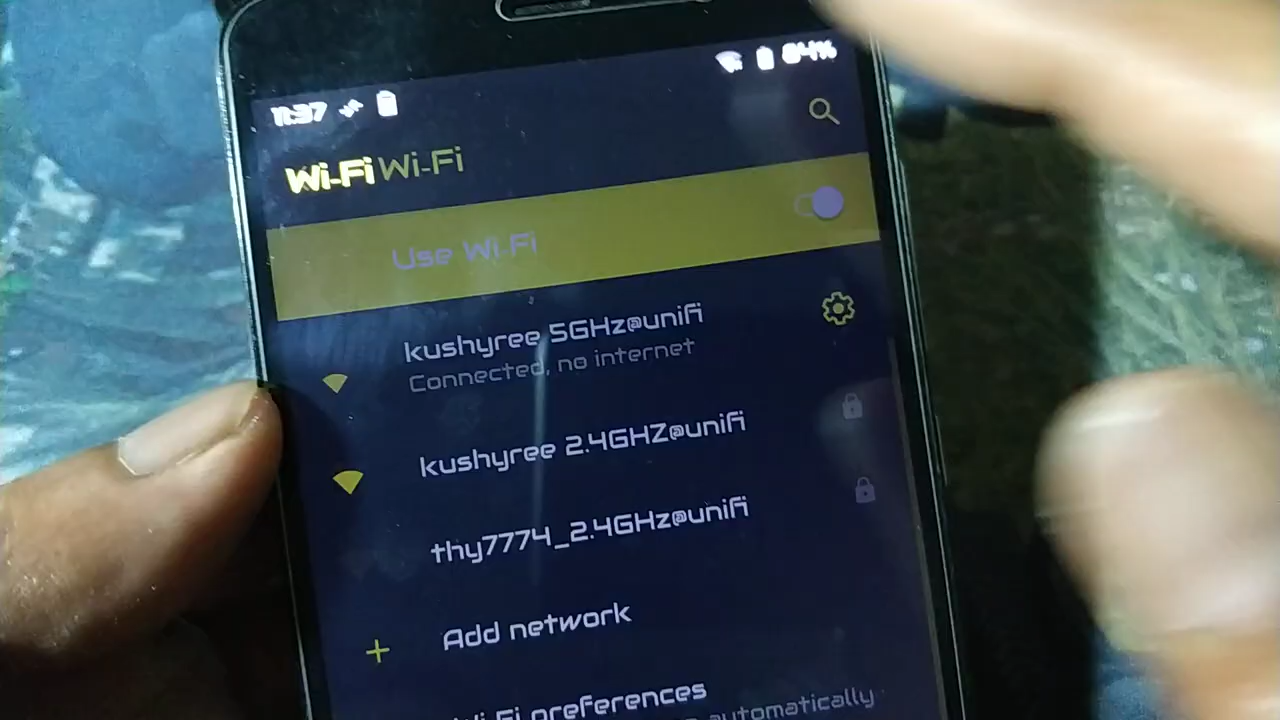 11:37 84%
Wi-Fi Wi-Fi
Use Wi-Fi
kushyree 5GHz@unifi
Connected, no internet
kushyree 2.4GHZ@unifi
thy7774_2.4GHz@unifi
Add network
Wi-Fi preferences
automatically